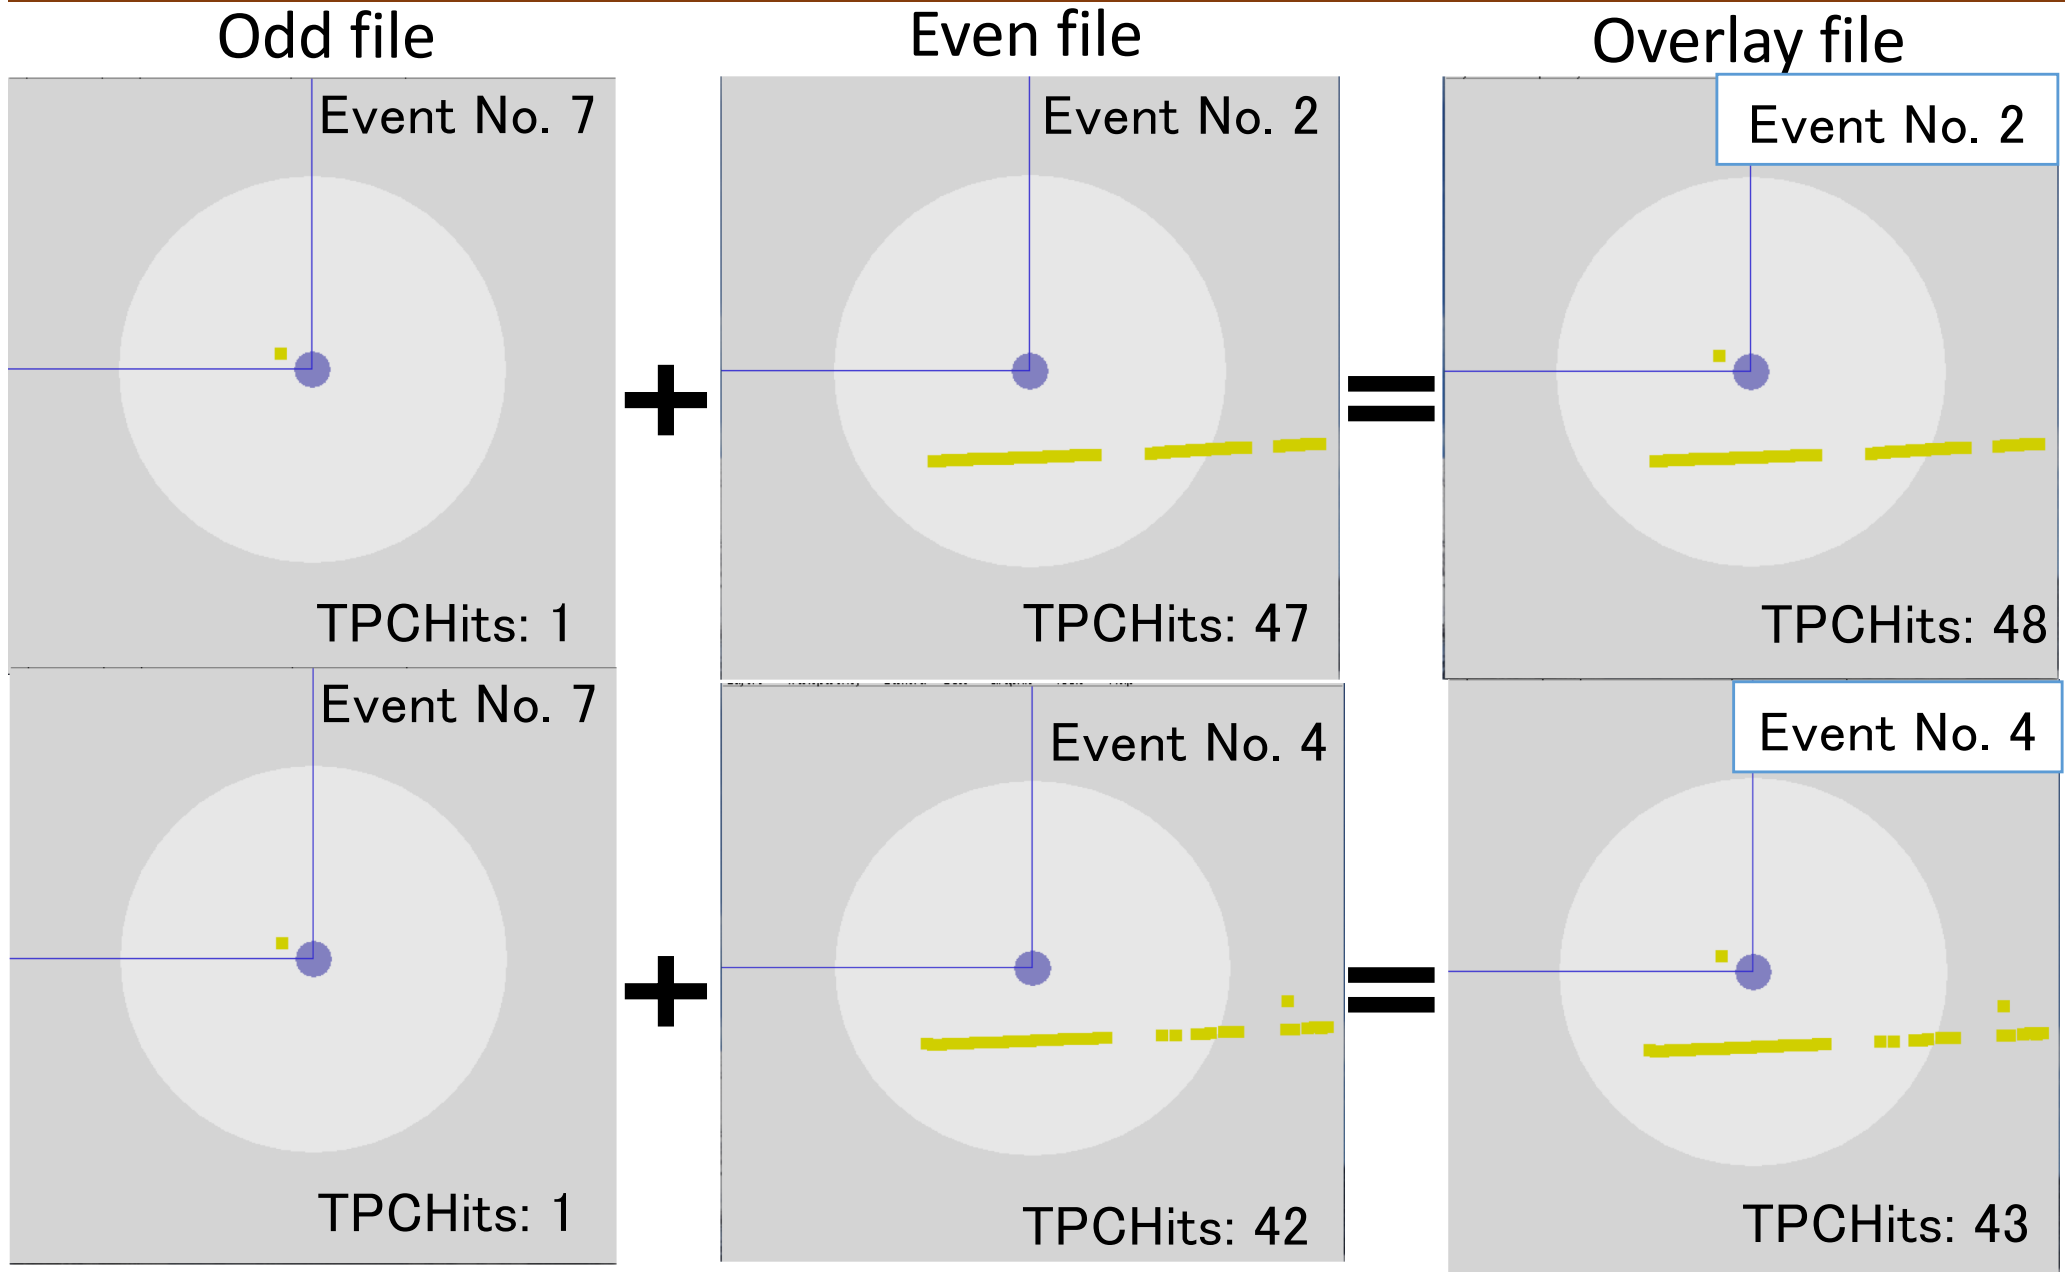 Odd file
Even file
Overlay file
Event No. 7
Event No. 2
Event No. 2
TPCHits: 1
TPCHits: 47
TPCHits: 48
Event No. 7
Event No. 4
Event No. 4
TPCHits: 1
TPCHits: 42
TPCHits: 43